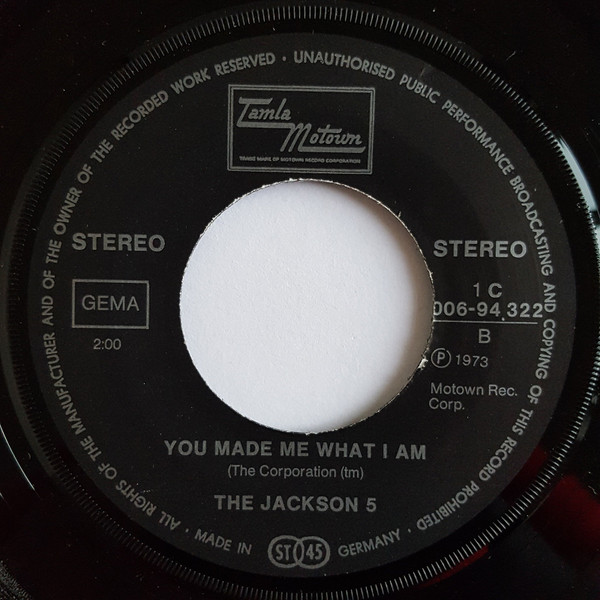 ALL RIGHTS OF THE MANUFACTURER AND OF THE OWNER OF THE RECORDED WORK RESERVED · UNAUTHORISED PUBLIC PERFORMANCE BROADCASTING AND COPYING OF THIS RECORD PROHIBITED ·
Tamla
Motown
TRADE MARK OF MOTOWN RECORD CORPORATION
STEREO
STEREO
GEMA
2:00
1 C
006-94.322
B
Ⓟ 1973
Motown Rec.
Corp.
YOU MADE ME WHAT I AM
(The Corporation (tm)
THE JACKSON 5
· MADE IN ST 45 GERMANY ·